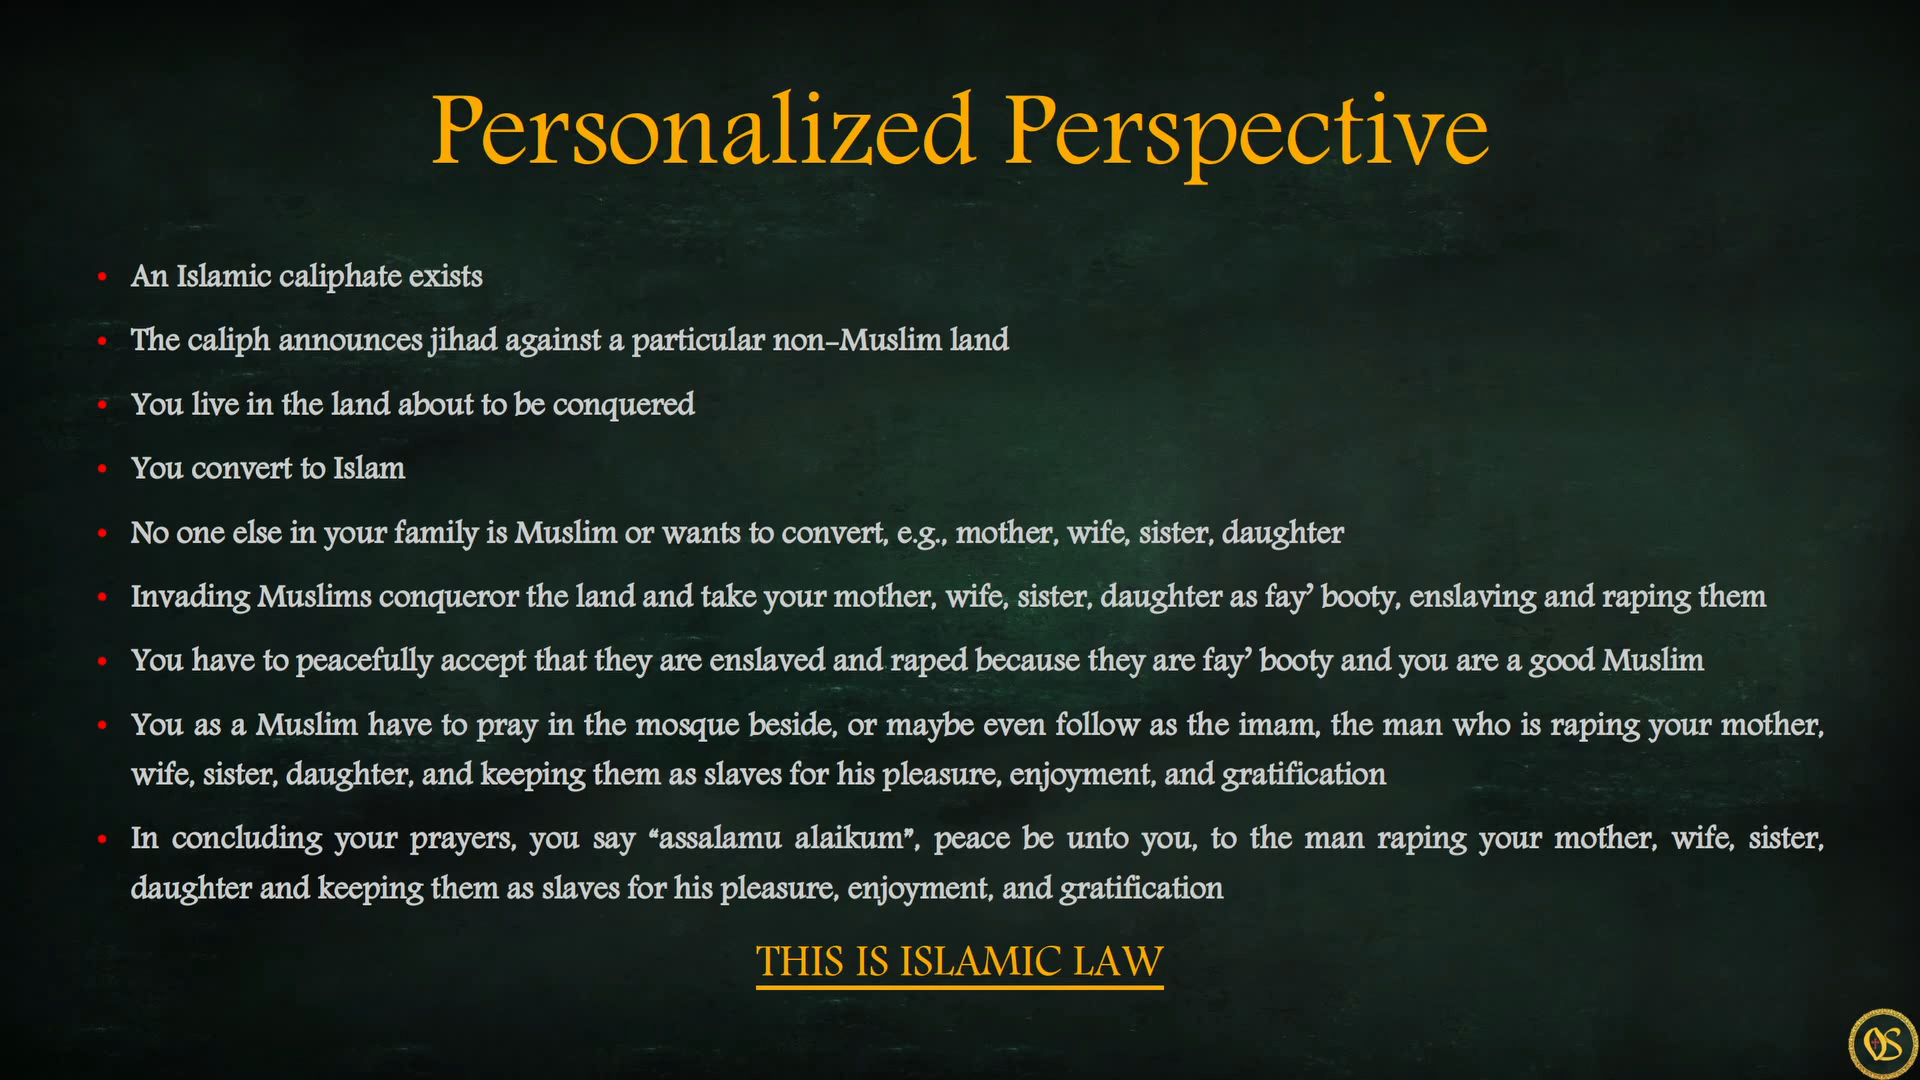 Personalized Perspective
• An Islamic caliphate exists
• The caliph announces jihad against a particular non-Muslim land
• You live in the land about to be conquered
• You convert to Islam
• No one else in your family is Muslim or wants to convert, e.g., mother, wife, sister, daughter
• Invading Muslims conqueror the land and take your mother, wife, sister, daughter as fay’ booty, enslaving and raping them
• You have to peacefully accept that they are enslaved and raped because they are fay’ booty and you are a good Muslim
• You as a Muslim have to pray in the mosque beside, or maybe even follow as the imam, the man who is raping your mother,
wife, sister, daughter, and keeping them as slaves for his pleasure, enjoyment, and gratification
• In concluding your prayers, you say “assalamu alaikum”, peace be unto you, to the man raping your mother, wife, sister,
daughter and keeping them as slaves for his pleasure, enjoyment, and gratification
THIS IS ISLAMIC LAW